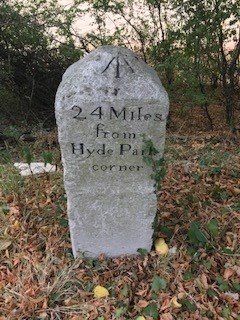 24 Miles
from
Hyde Park
corner